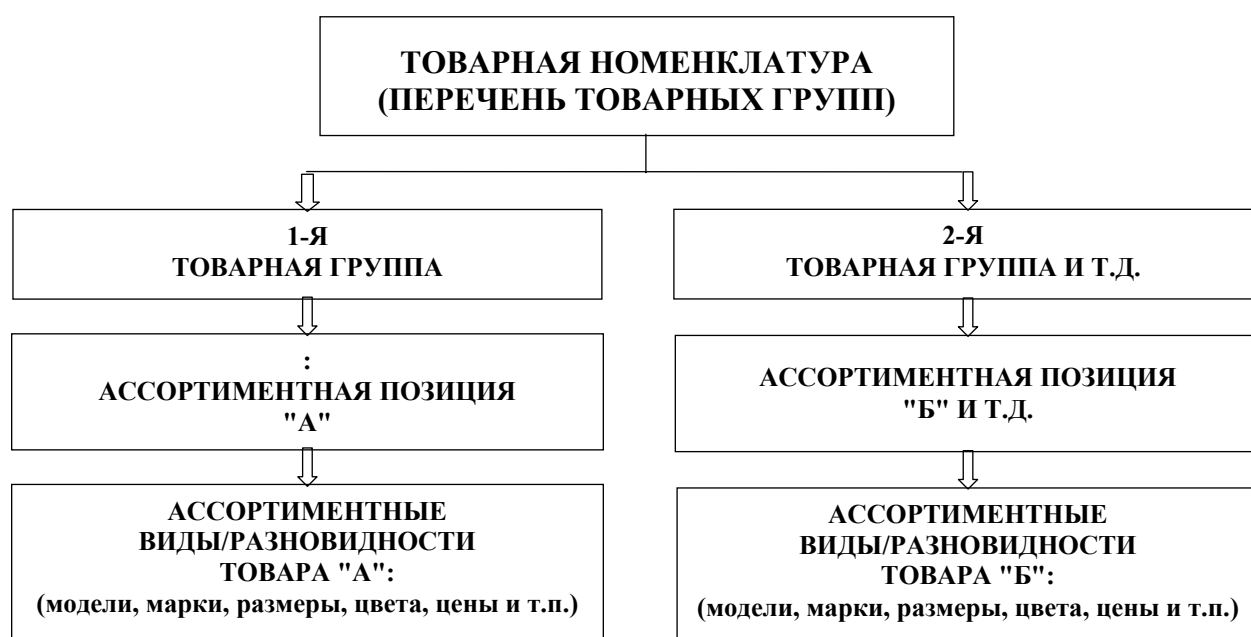 ТОВАРНАЯ НОМЕНКЛАТУРА
(ПЕРЕЧЕНЬ ТОВАРНЫХ ГРУПП)
1-Я
ТОВАРНАЯ ГРУППА
2-Я
ТОВАРНАЯ ГРУППА И Т.Д.
:
АССОРТИМЕНТНАЯ ПОЗИЦИЯ
"А"
АССОРТИМЕНТНАЯ ПОЗИЦИЯ
"Б" И Т.Д.
АССОРТИМЕНТНЫЕ
ВИДЫ/РАЗНОВИДНОСТИ
ТОВАРА "А":
(модели, марки, размеры, цвета, цены и т.п.)
АССОРТИМЕНТНЫЕ
ВИДЫ/РАЗНОВИДНОСТИ
ТОВАРА "Б":
(модели, марки, размеры, цвета, цены и т.п.)